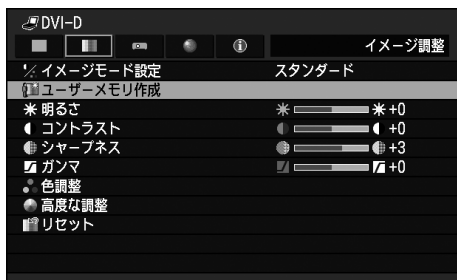 DVI-D
イメージ調整
イメージモード設定 スタンダード
ユーザーメモリ作成
明るさ +0
コントラスト +0
シャープネス +3
ガンマ +0
色調整
高度な調整
リセット